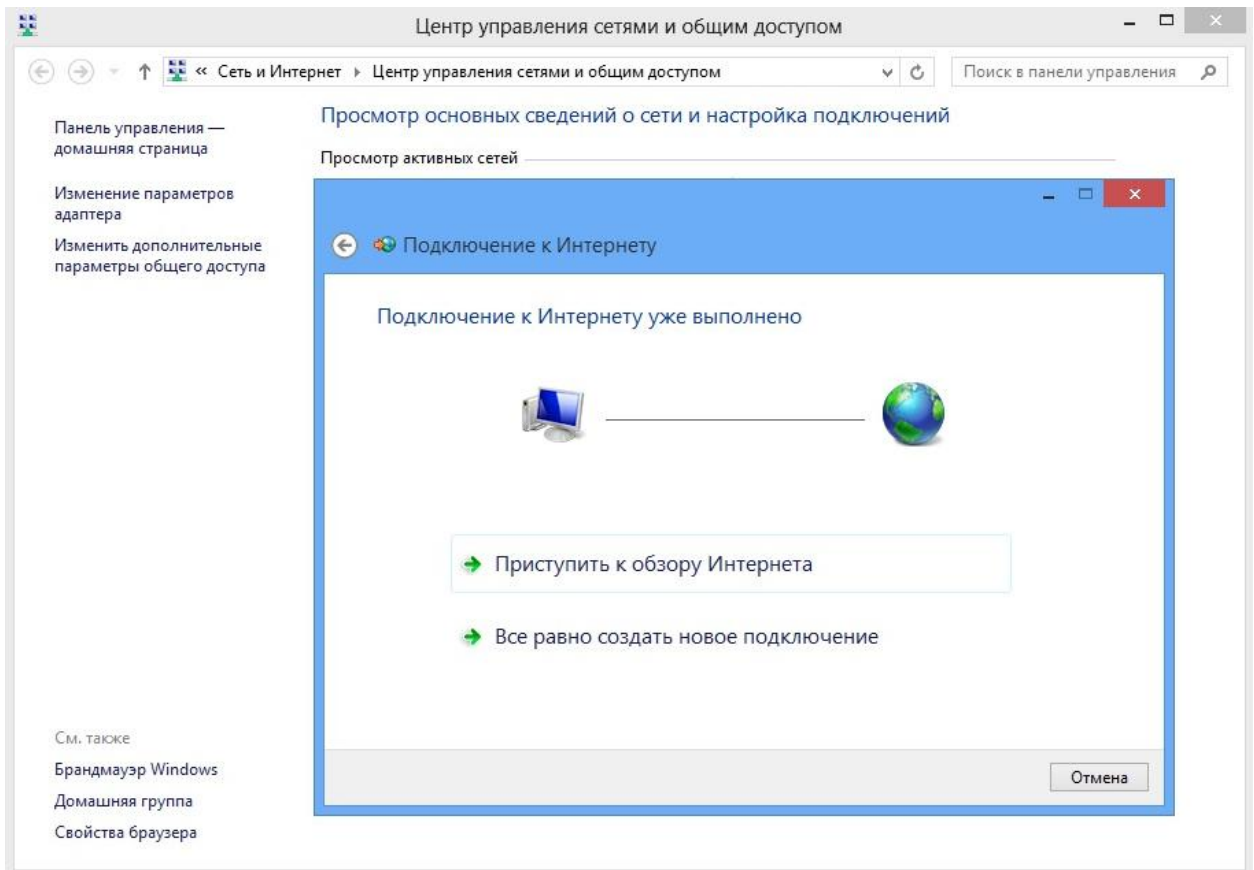 Центр управления сетями и общим доступом
« Сеть и Интернет ▸ Центр управления сетями и общим доступом
Поиск в панели управления
Панель управления —
домашняя страница
Изменение параметров
адаптера
Изменить дополнительные
параметры общего доступа
Просмотр основных сведений о сети и настройка подключений
Просмотр активных сетей
Подключение к Интернету
Подключение к Интернету уже выполнено
Приступить к обзору Интернета
Все равно создать новое подключение
Отмена
См. также
Брандмауэр Windows
Домашняя группа
Свойства браузера